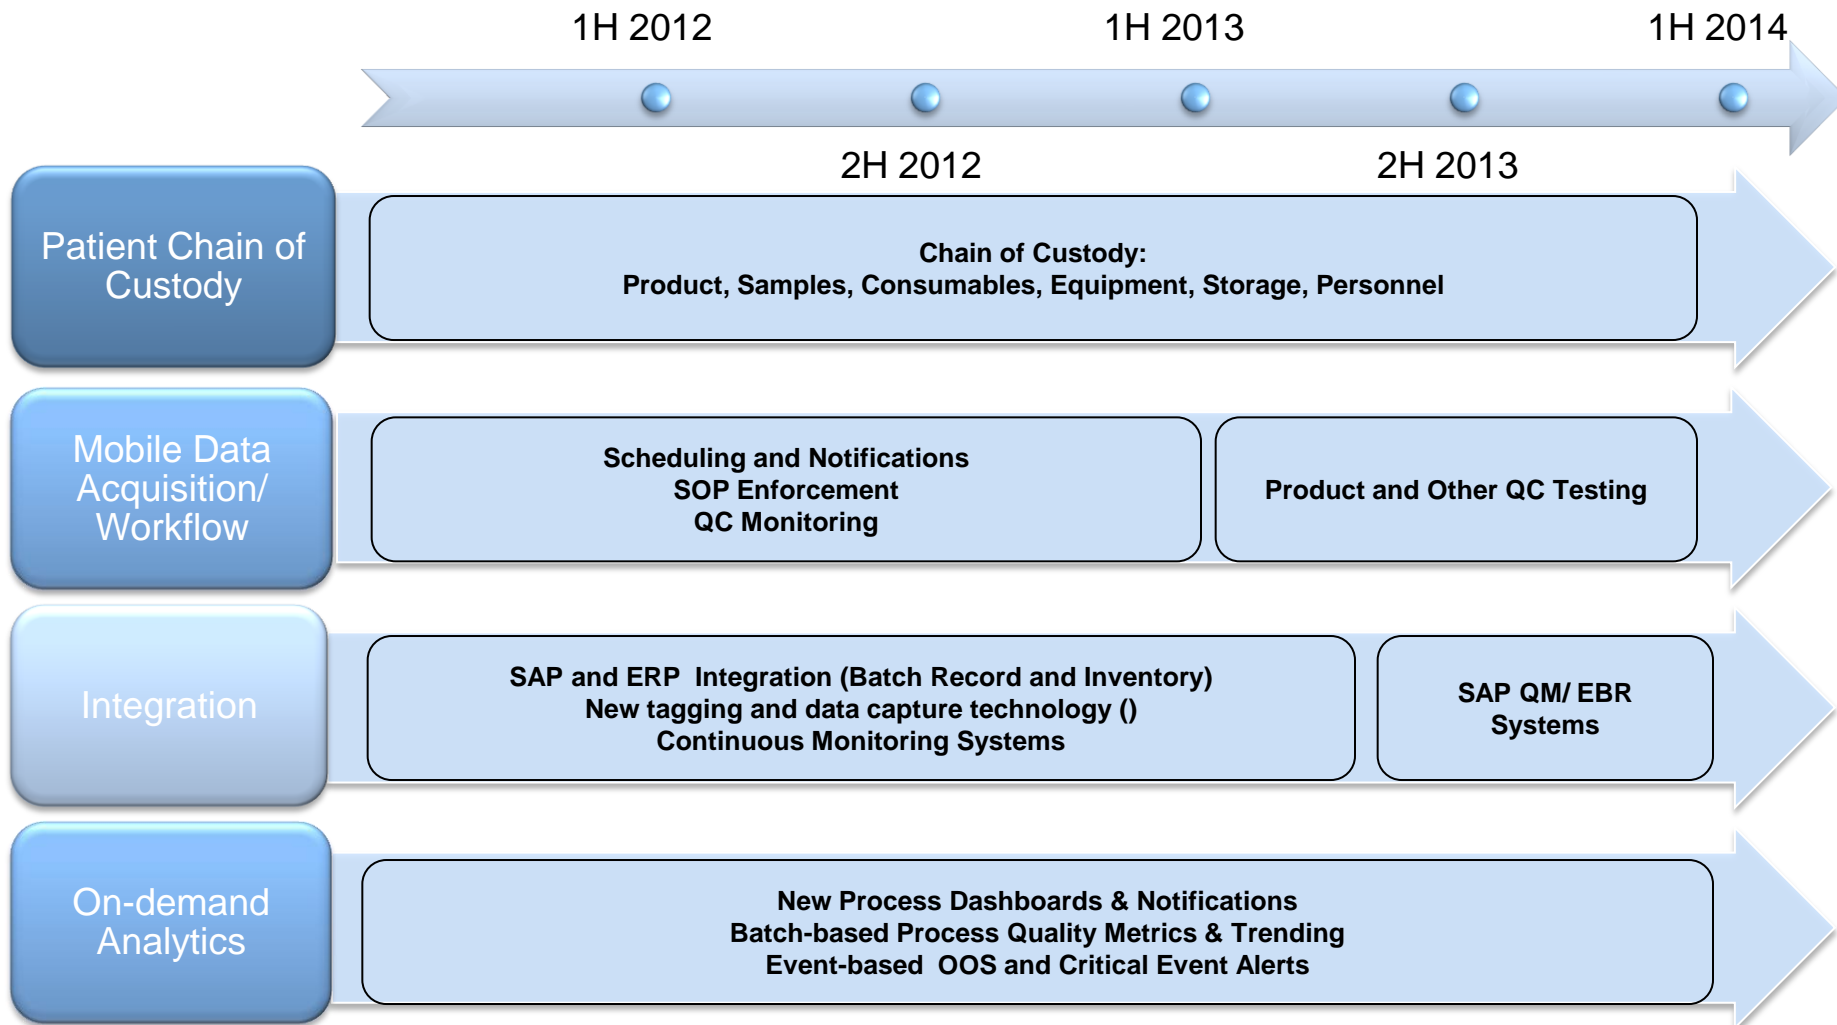 1H 2012
1H 2013
1H 2014
2H 2012
2H 2013
Patient Chain of
Custody
Chain of Custody:
Product, Samples, Consumables, Equipment, Storage, Personnel
Mobile Data
Acquisition/
Workflow
Scheduling and Notifications
SOP Enforcement
QC Monitoring
Product and Other QC Testing
Integration
SAP and ERP  Integration (Batch Record and Inventory)
New tagging and data capture technology ()
Continuous Monitoring Systems
SAP QM/ EBR
Systems
On-demand
Analytics
New Process Dashboards & Notifications
Batch-based Process Quality Metrics & Trending
Event-based  OOS and Critical Event Alerts